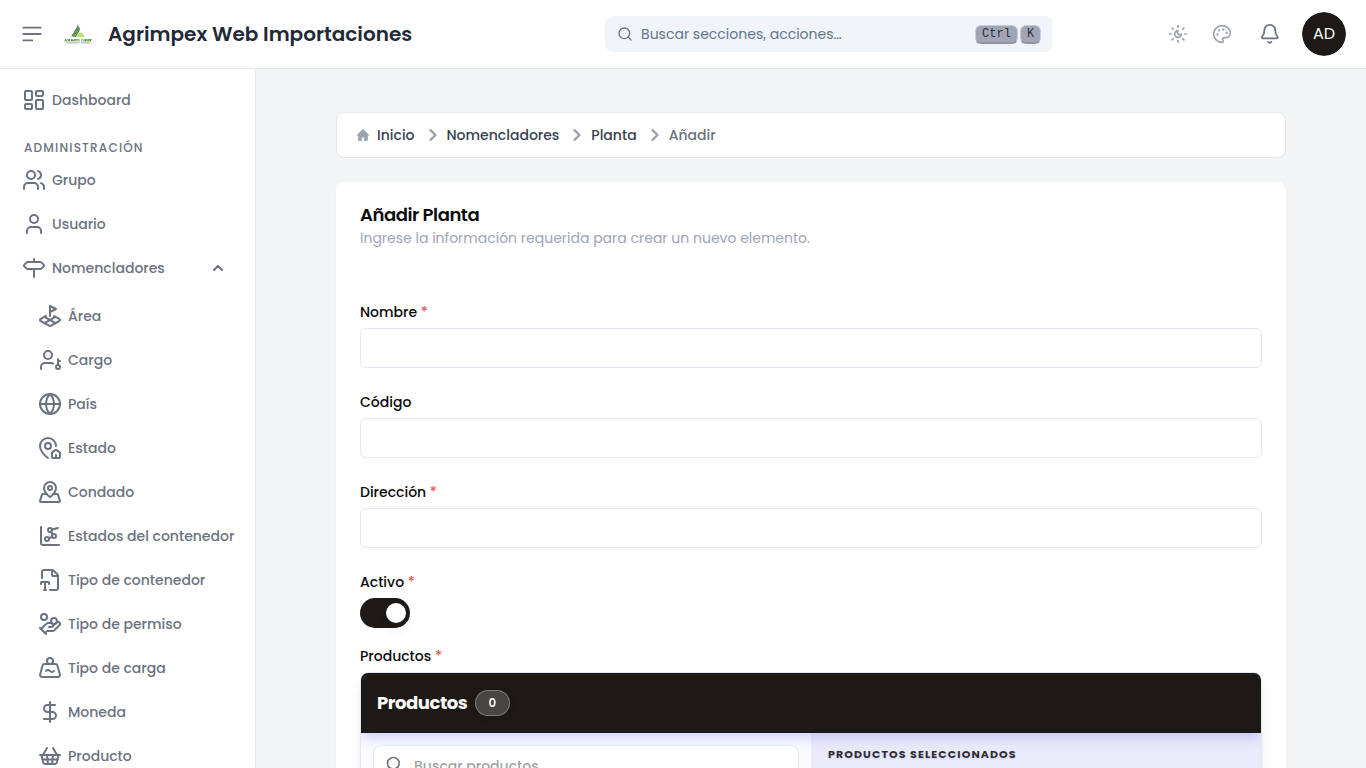 Agrimpex Web Importaciones
Buscar secciones, acciones...
Ctrl K
AD
Dashboard
ADMINISTRACIÓN
Grupo
Usuario
Nomencladores
Área
Cargo
País
Estado
Condado
Estados del contenedor
Tipo de contenedor
Tipo de permiso
Tipo de carga
Moneda
Producto
Inicio > Nomencladores > Planta > Añadir
Añadir Planta
Ingrese la información requerida para crear un nuevo elemento.
Nombre *
Código
Dirección *
Activo *
Productos *
Productos 0
Buscar productos
PRODUCTOS SELECCIONADOS